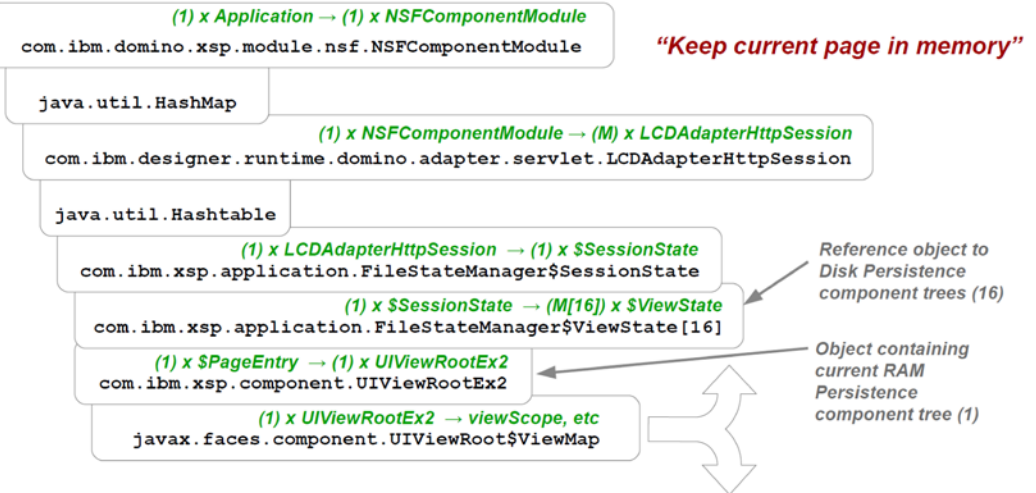 (1) x Application → (1) x NSFComponentModule
com.ibm.domino.xsp.module.nsf.NSFComponentModule
“Keep current page in memory”
java.util.HashMap
(1) x NSFComponentModule → (M) x LCDAdapterHttpSession
com.ibm.designer.runtime.domino.adapter.servlet.LCDAdapterHttpSession
java.util.Hashtable
(1) x LCDAdapterHttpSession → (1) x $SessionState
com.ibm.xsp.application.FileStateManager$SessionState
(1) x $SessionState → (M[16]) x $ViewState
com.ibm.xsp.application.FileStateManager$ViewState[16]
Reference object to
Disk Persistence
component trees (16)
(1) x $PageEntry → (1) x UIViewRootEx2
com.ibm.xsp.component.UIViewRootEx2
Object containing
current RAM
Persistence
component tree (1)
(1) x UIViewRootEx2 → viewScope, etc
javax.faces.component.UIViewRoot$ViewMap